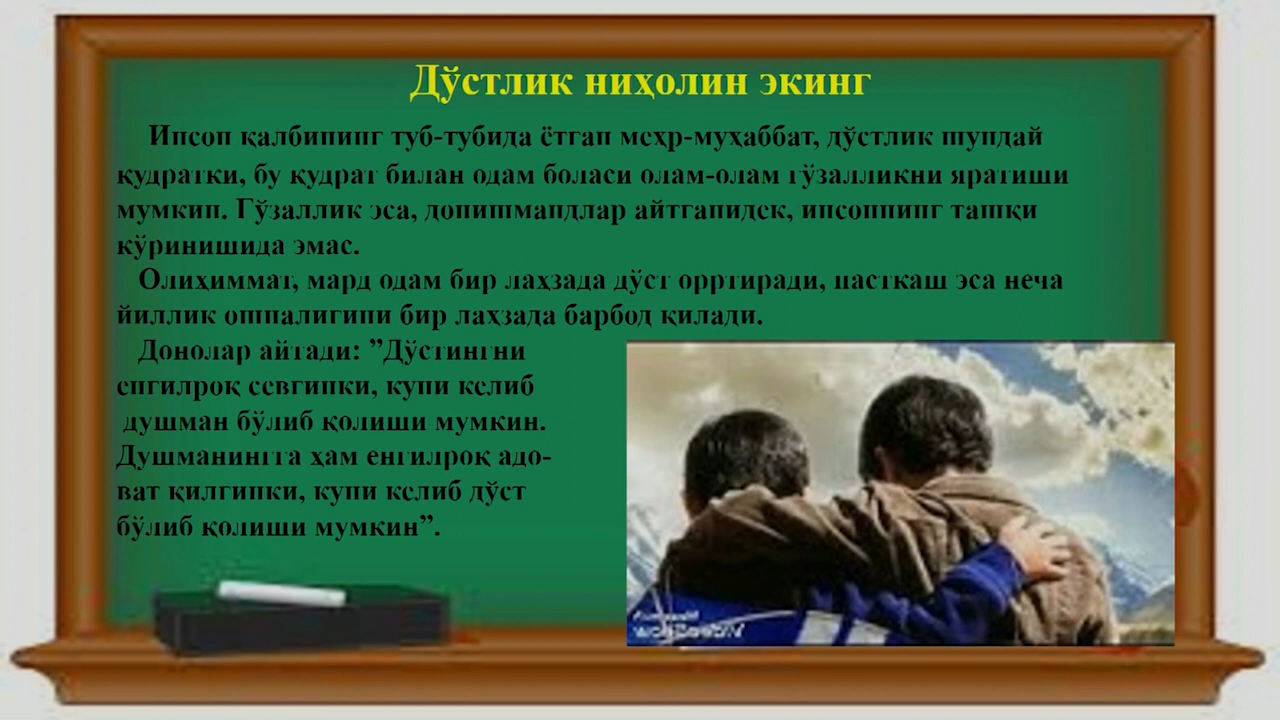 Дўстлик ниҳолин экинг
Инсон қалбининг туб-тубида ётган меҳр-муҳаббат, дўстлик шундай
қудратки, бу қудрат билан одам боласи олам-олам гўзалликни яратиши
мумкин. Гўзаллик эса, донишмандлар айтганидек, инсоннинг ташқи
кўринишида эмас.
Олиҳиммат, мард одам бир лаҳзада дўст орртиради, пасткаш эса неча
йиллик ошналигини бир лаҳзада барбод қилади.
Донолар айтади: ”Дўстингни
енгилроқ севгинки, куни келиб
душман бўлиб қолиши мумкин.
Душманингга ҳам енгилроқ адо-
ват қилгинки, куни келиб дўст
бўлиб қолиши мумкин”.